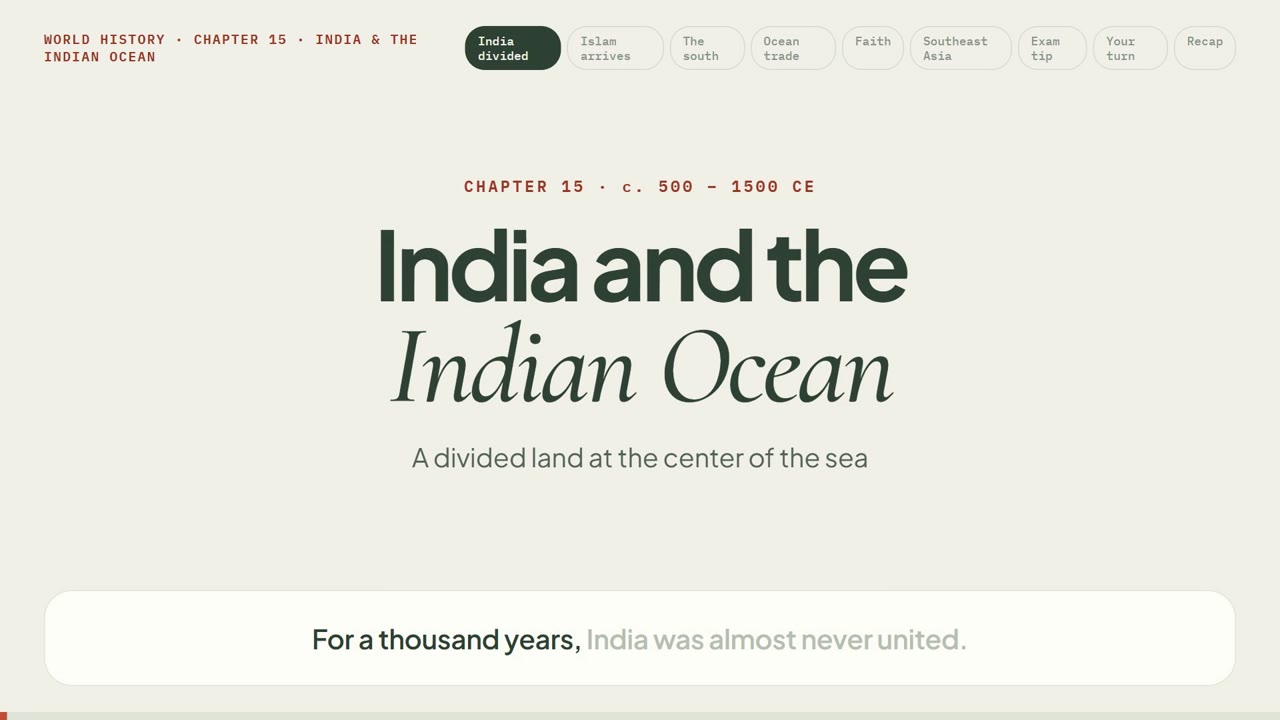 WORLD HISTORY · CHAPTER 15 · INDIA & THE
INDIAN OCEAN
India
divided
Islam
arrives
The
south
Ocean
trade
Faith
Southeast
Asia
Exam
tip
Your
turn
Recap
CHAPTER 15 · c. 500 – 1500 CE
India and the
Indian Ocean
A divided land at the center of the sea
For a thousand years, India was almost never united.